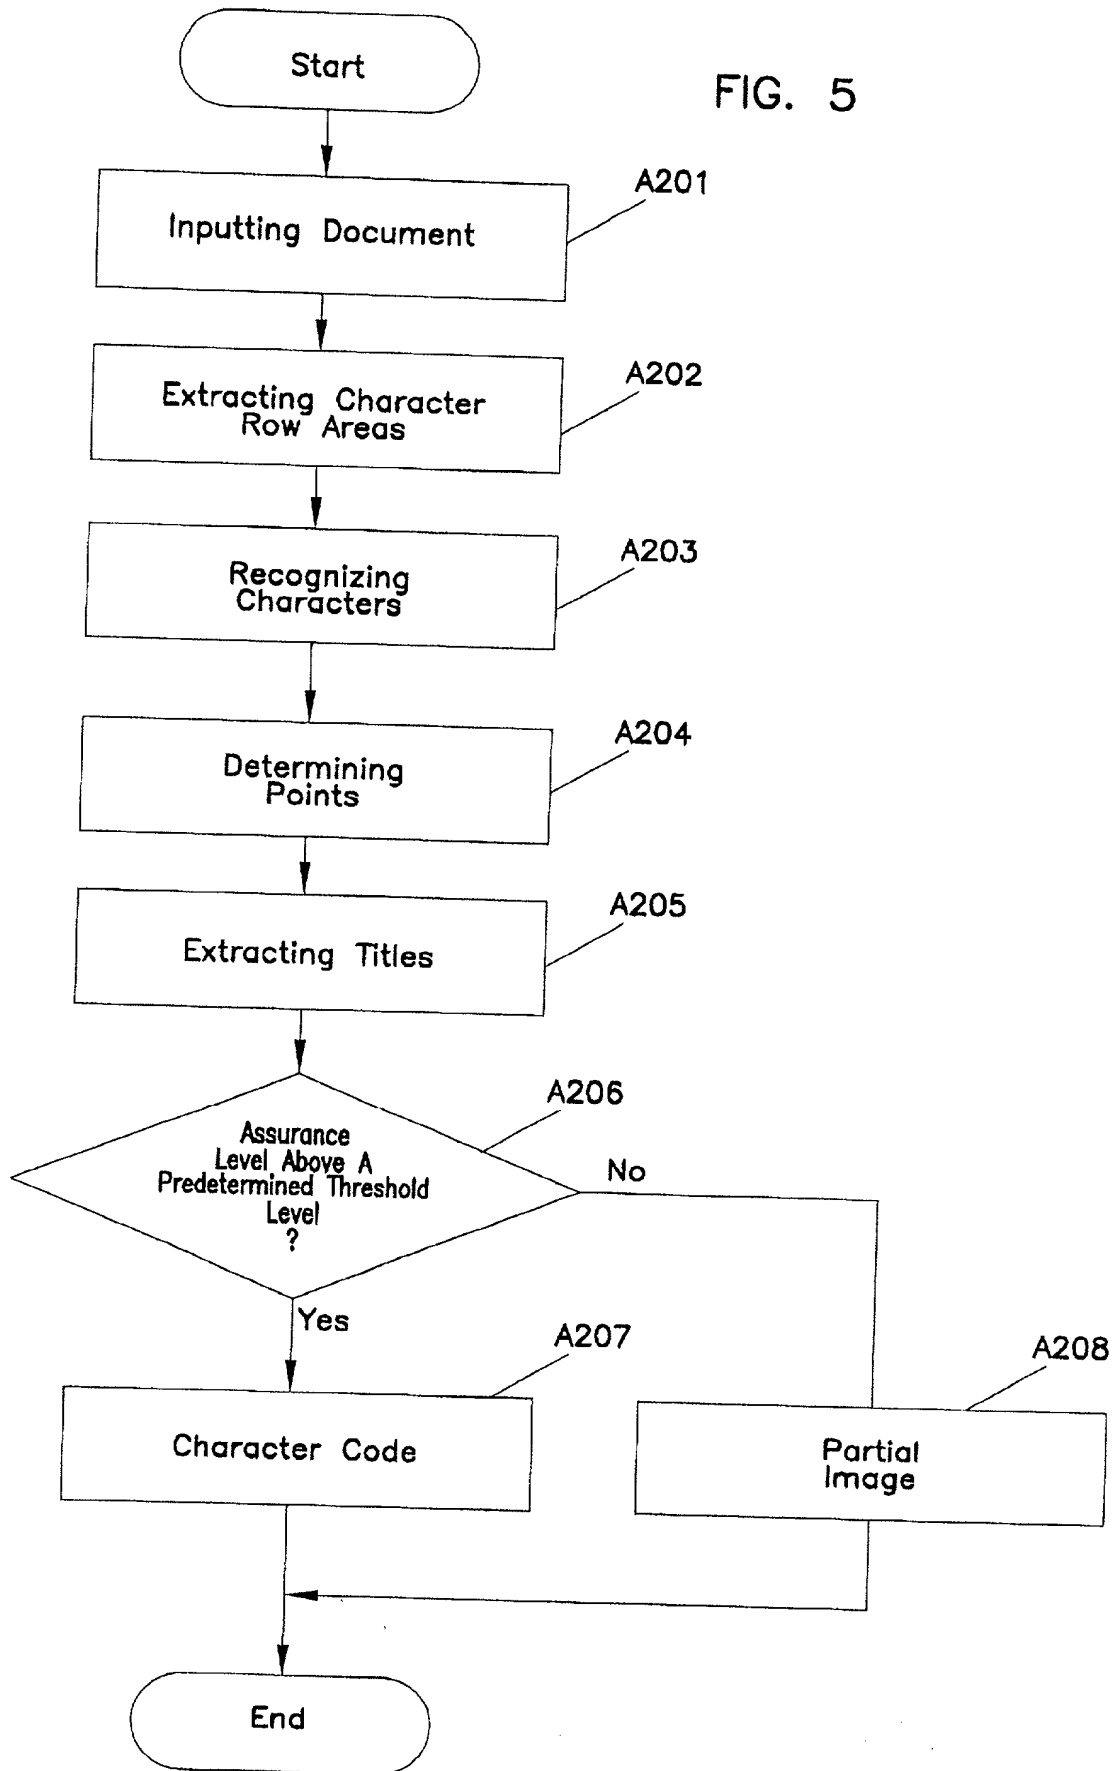 Start
FIG. 5
A201
Inputting Document
A202
Extracting Character
Row Areas
A203
Recognizing
Characters
A204
Determining
Points
A205
Extracting Titles
A206
Assurance
Level Above A
Predetermined Threshold
Level
?
No
Yes
A207
Character Code
A208
Partial
Image
End